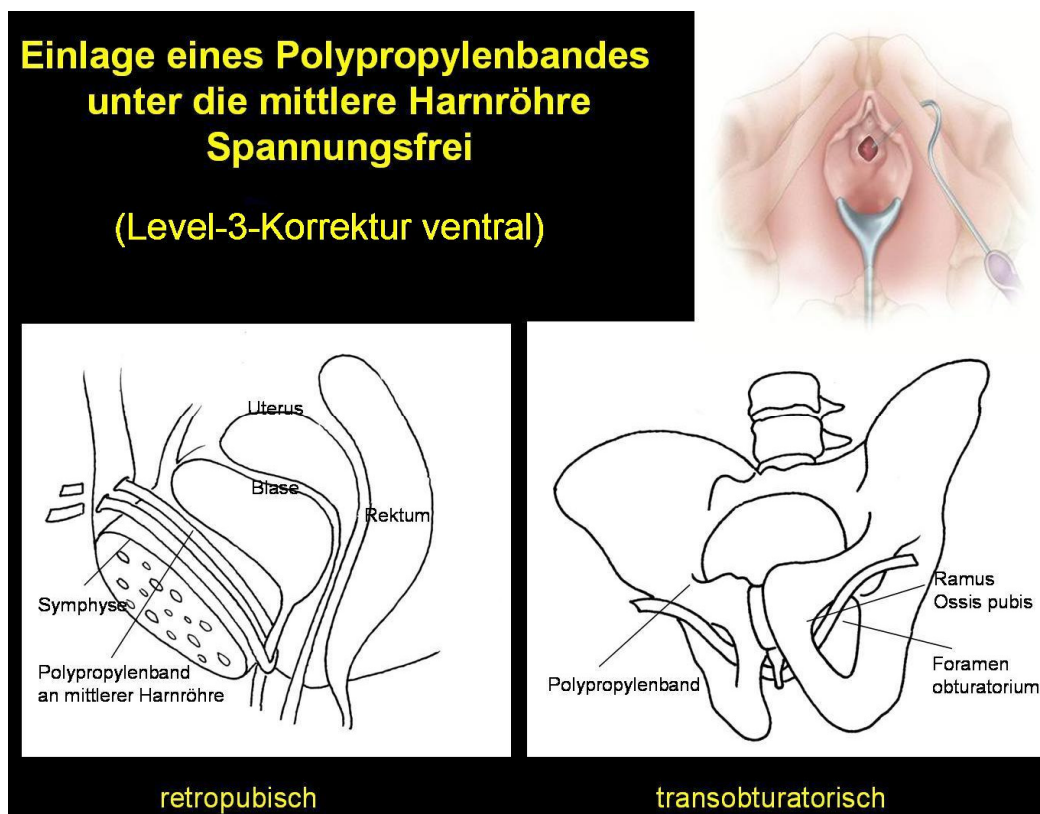 Einlage eines Polypropylenbandes
unter die mittlere Harnröhre
Spannungsfrei
(Level-3-Korrektur ventral)
Uterus
Blase
Rektum
Symphyse
Polypropylenband
an mittlerer Harnröhre
retropubisch
Ramus
Ossis pubis
Polypropylenband
Foramen
obturatorium
transobturatorisch